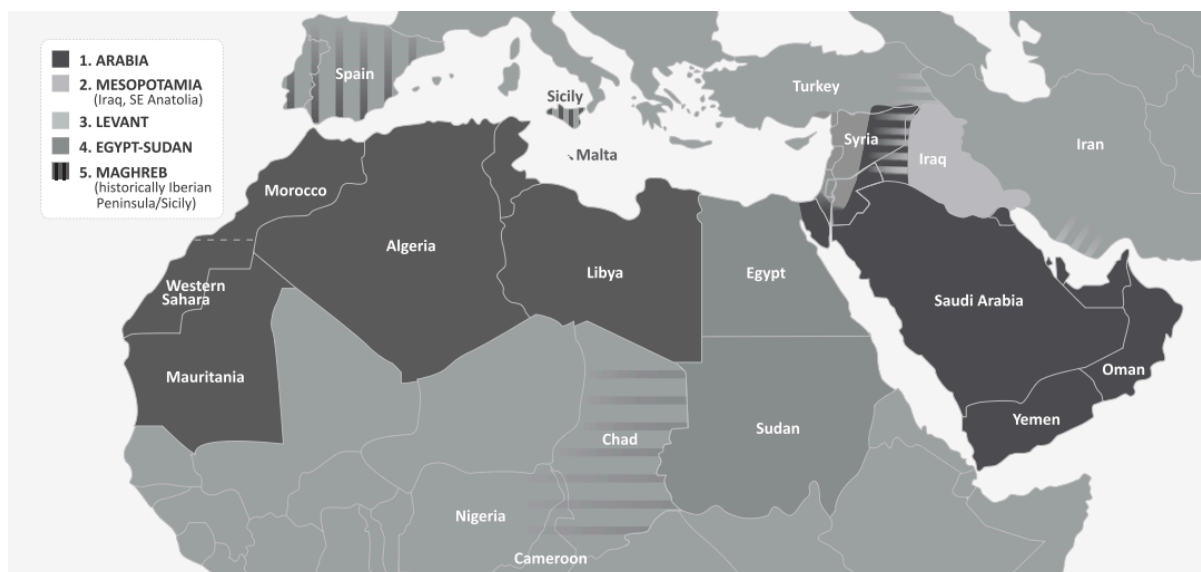 1. ARABIA
2. MESOPOTAMIA
(Iraq, SE Anatolia)
3. LEVANT
4. EGYPT-SUDAN
5. MAGHREB
(historically Iberian
Peninsula/Sicily)
Spain
Sicily
Malta
Turkey
Syria
Iraq
Iran
Morocco
Algeria
Libya
Egypt
Western
Sahara
Saudi Arabia
Mauritania
Oman
Yemen
Chad
Sudan
Nigeria
Cameroon